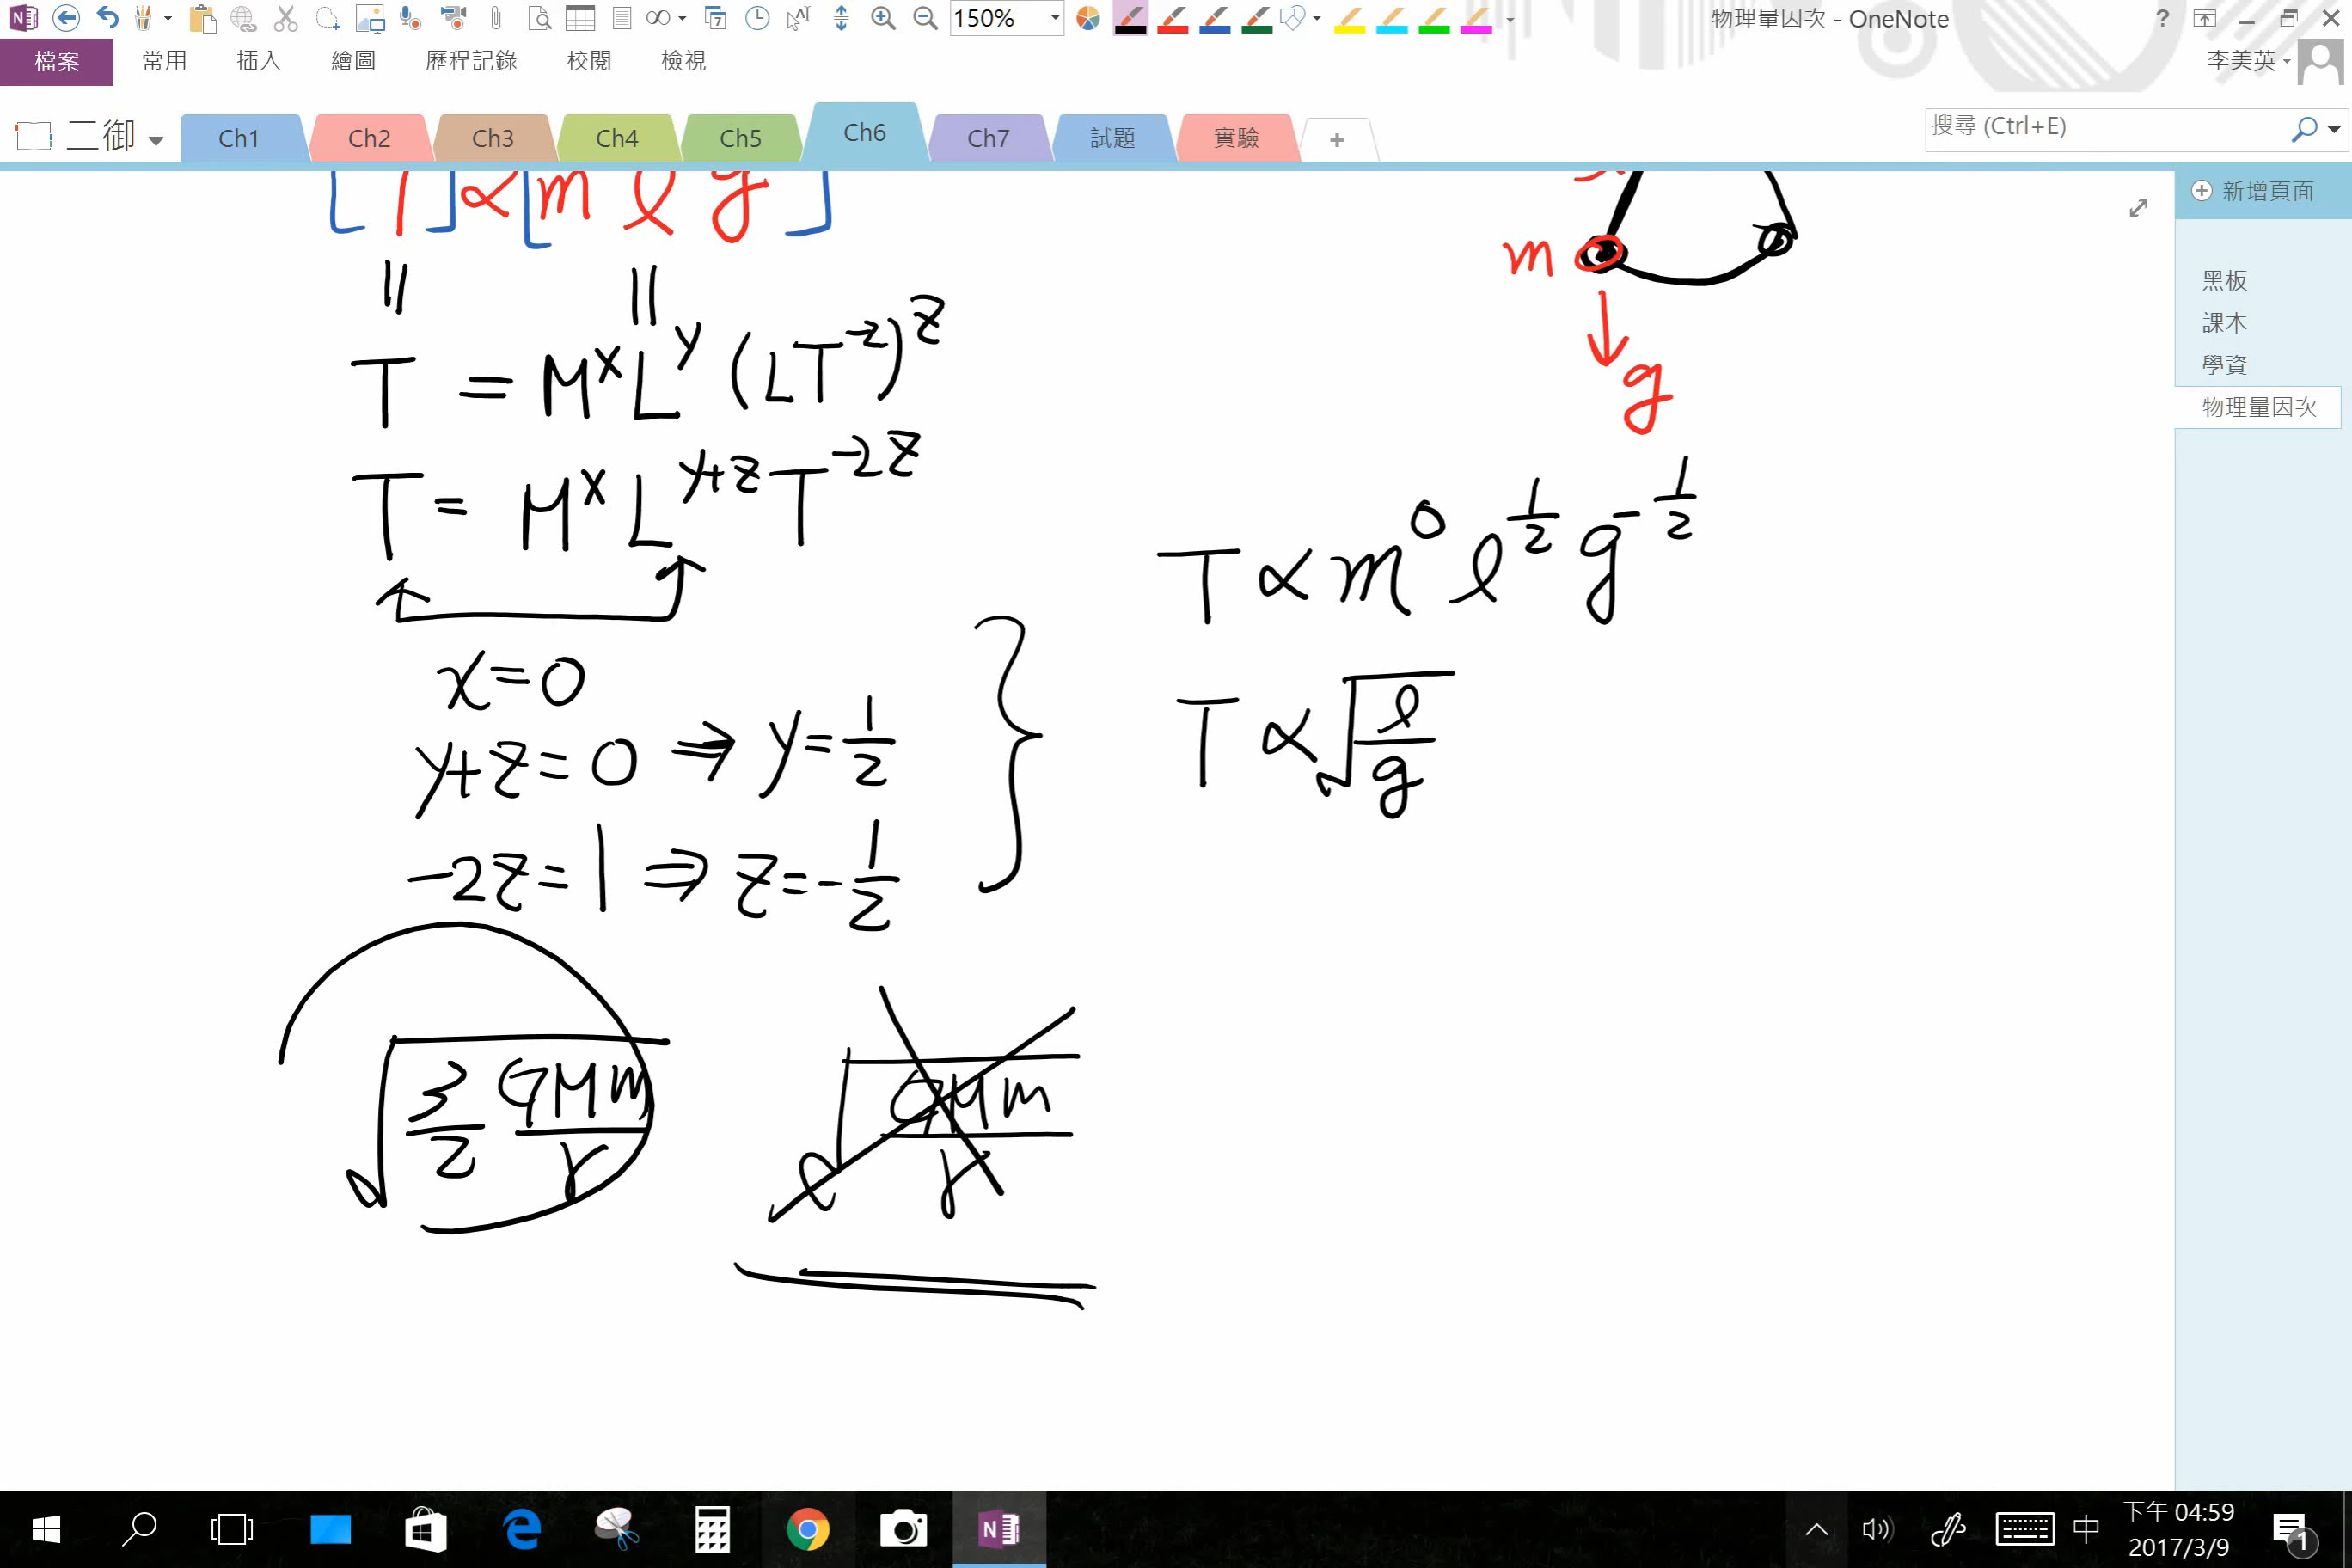 150%
物理量因次 - OneNote
?
檔案 常用 插入 繪圖 歷程記錄 校閱 檢視
李美英
二御 Ch1 Ch2 Ch3 Ch4 Ch5 Ch6 Ch7 試題 實驗 +
搜尋 (Ctrl+E)
新增頁面
黑板
課本
學資
物理量因次
[T] ∝ [m l g]
m
g
|| ||
T = M^x L^y (LT^-2)^z
T = M^x L^y+z T^-2z
x=0
y+z=0 ⇒ y=1/2
-2z=1 ⇒ z=-1/2
T ∝ m^0 l^1/2 g^-1/2
T ∝ √(l/g)
√(3/2 GMm/r)
√(GMm/r)
中
下午 04:59
2017/3/9
1